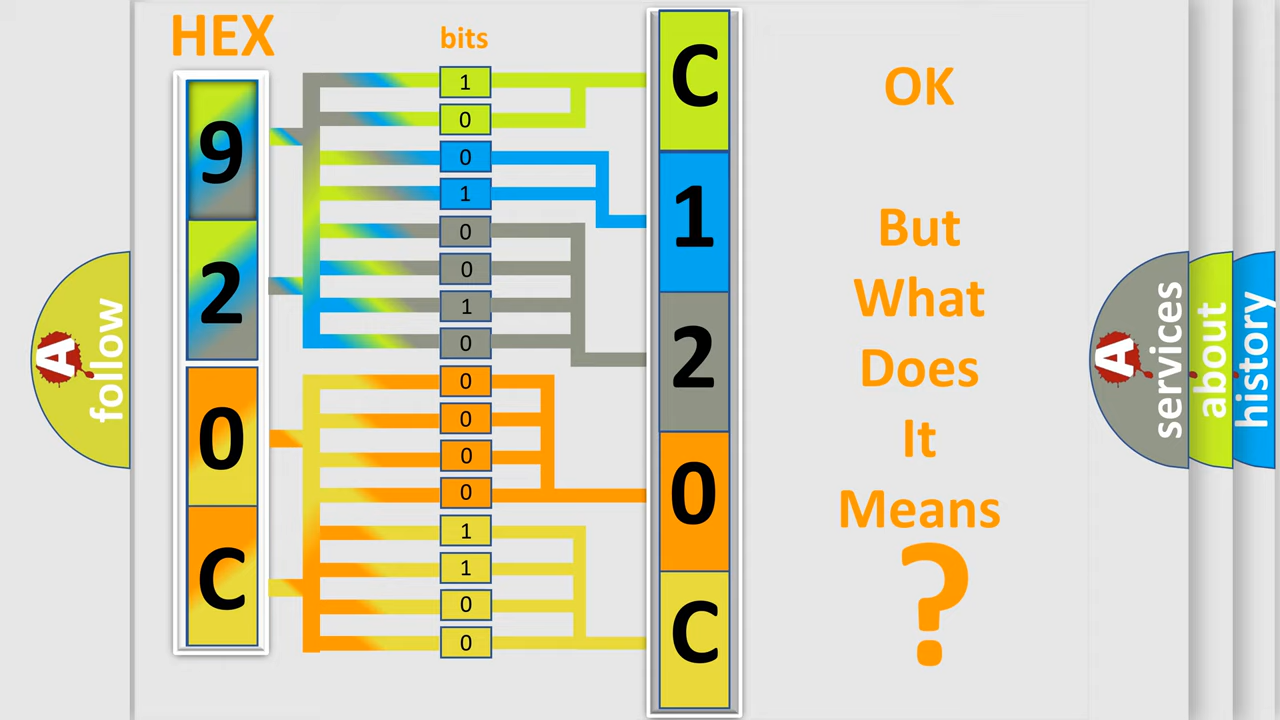 HEX
bits
9
2
0
C
1
0
0
1
0
0
1
0
0
0
0
0
1
1
0
0
C
1
2
0
C
OK
But
What
Does
It
Means
?
A
follow
A
services
about
history